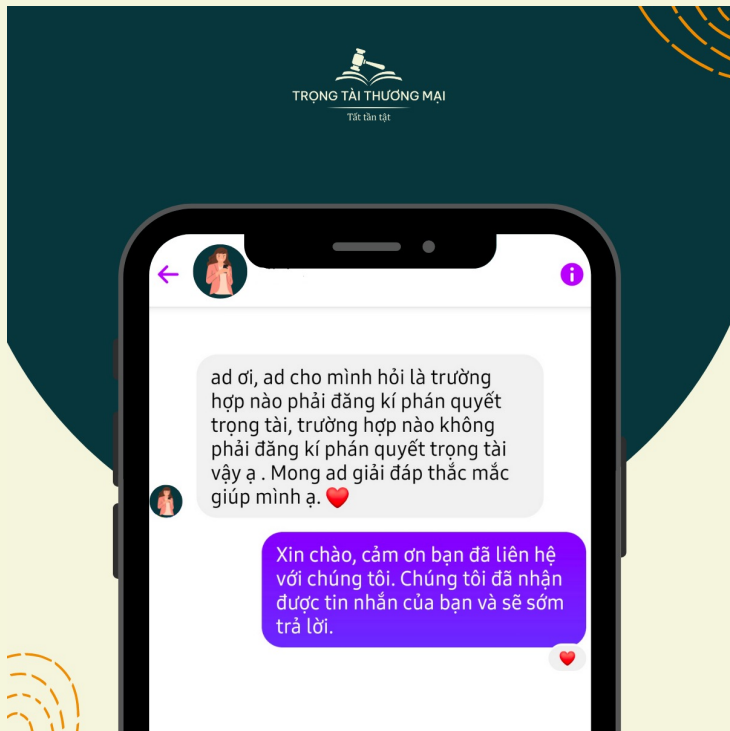 TRỌNG TÀI THƯƠNG MẠI
Tất tần tật
ad ơi, ad cho mình hỏi là trường
hợp nào phải đăng kí phán quyết
trọng tài, trường hợp nào không
phải đăng kí phán quyết trọng tài
vậy ạ . Mong ad giải đáp thắc mắc
giúp mình ạ. ❤️
Xin chào, cảm ơn bạn đã liên hệ
với chúng tôi. Chúng tôi đã nhận
được tin nhắn của bạn và sẽ sớm
trả lời.